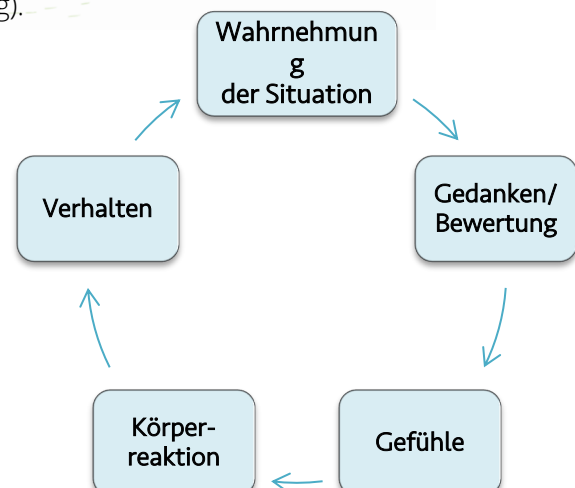 g).
Wahrnehmun
g
der Situation
Gedanken/
Bewertung
Gefühle
Körper-
reaktion
Verhalten